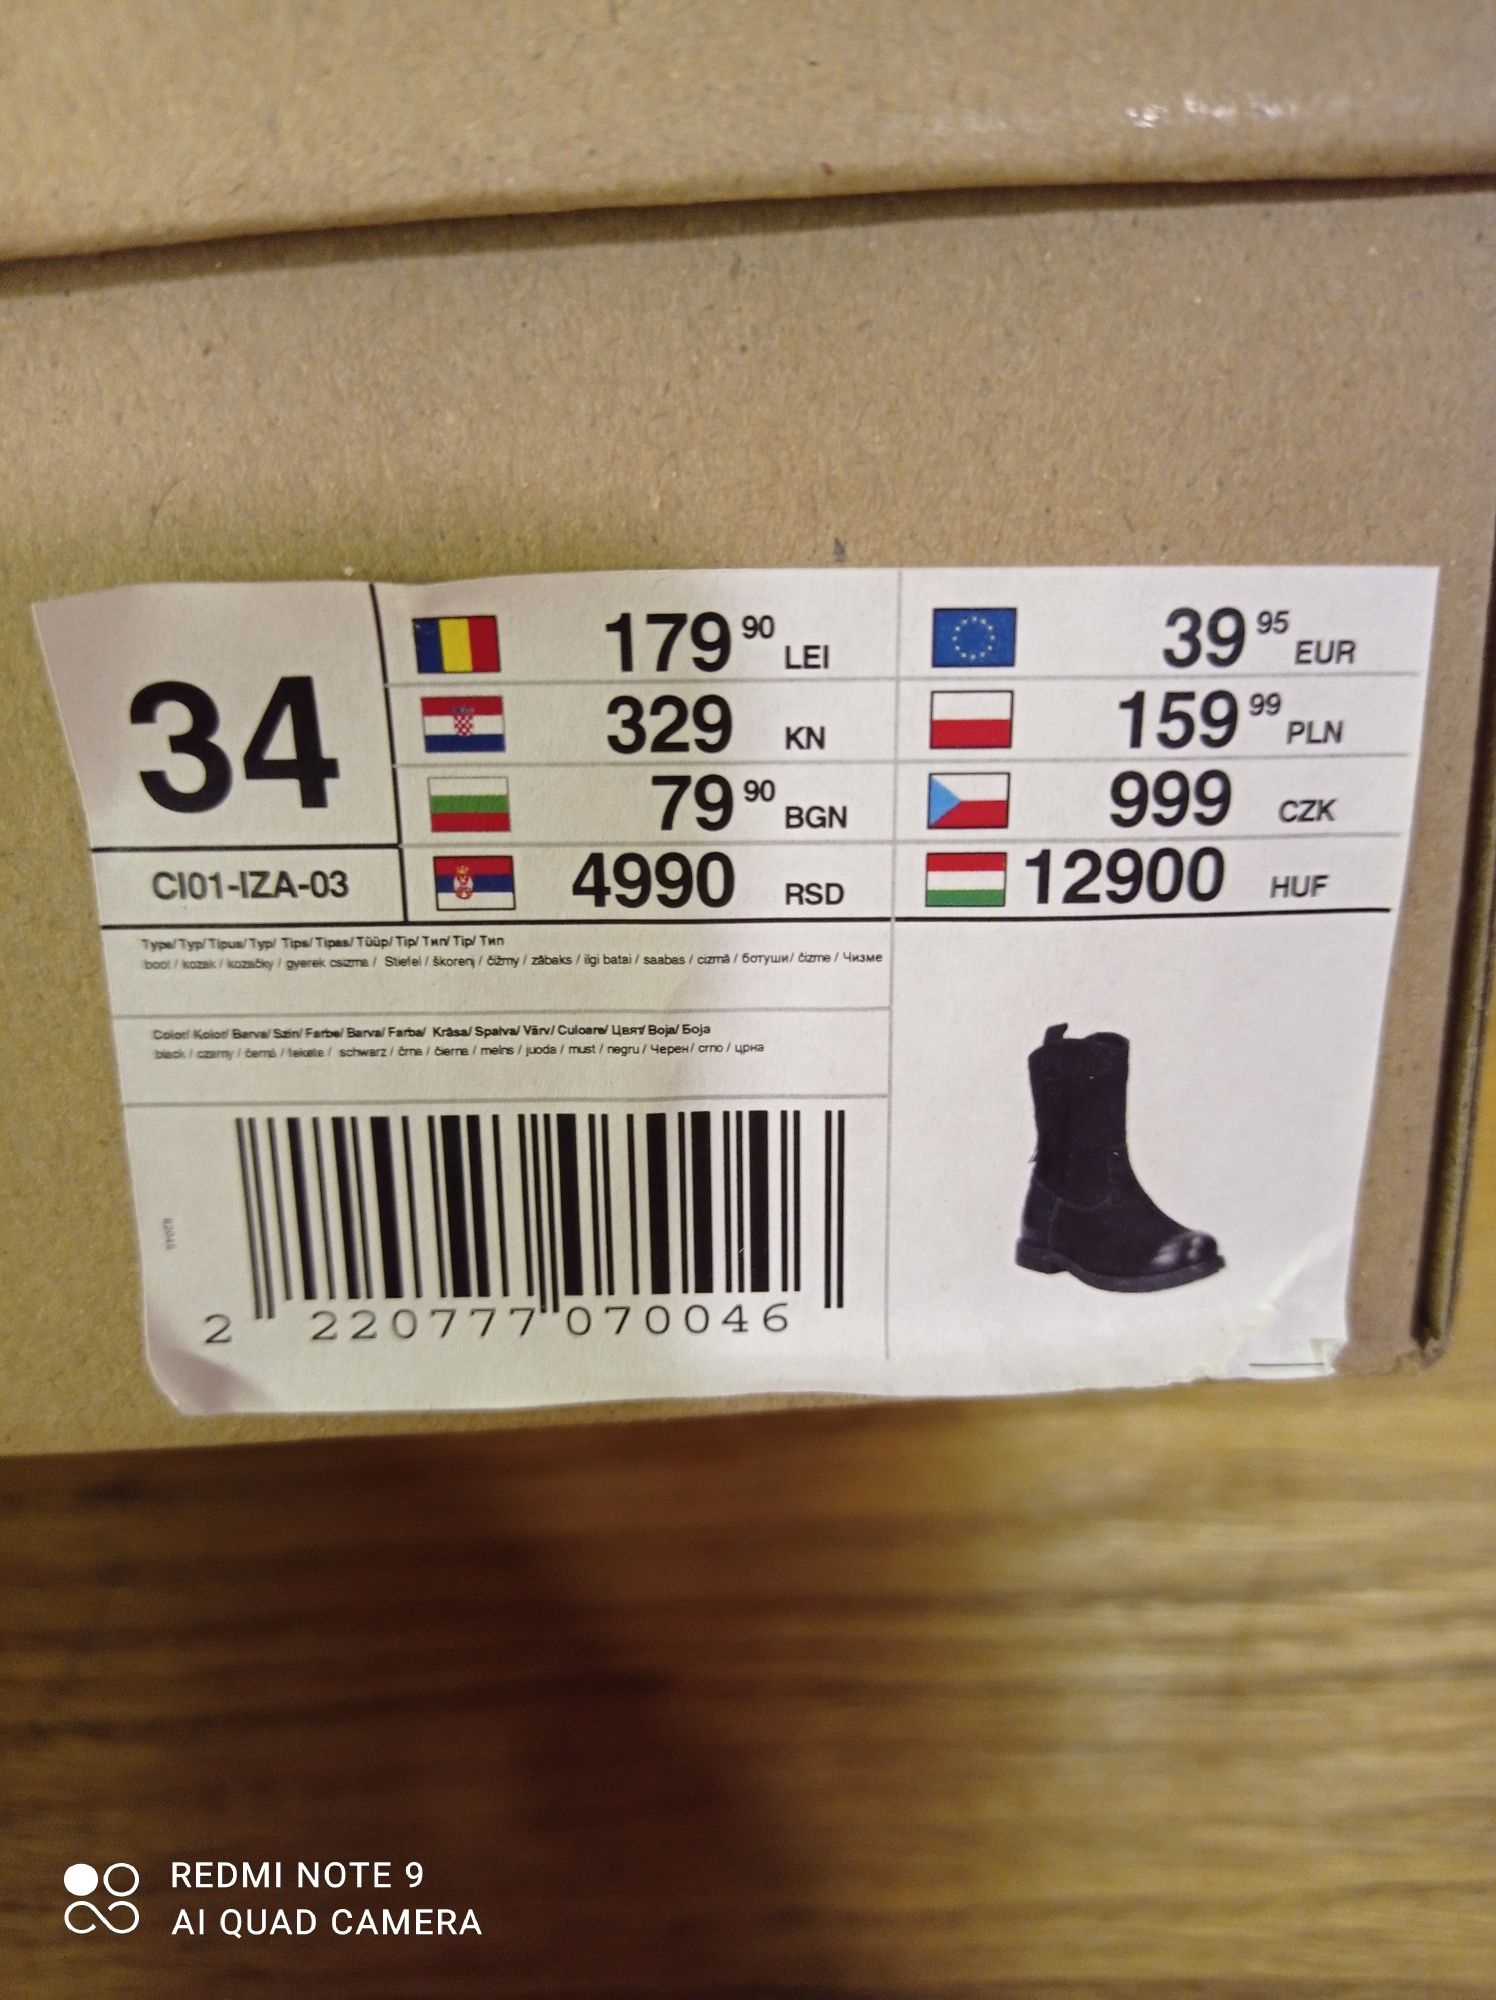 34
179 90 LEI
39 95 EUR
329 KN
159 99 PLN
79 90 BGN
999 CZK
CI01-IZA-03
4990 RSD
12900 HUF
Type/ Typ/ Típus/ Typ/ Tips/ Tipas/ Tüüp/ Tip/ Тип/ Tip/ Тип
boot / kozak / kozačky / gyerek csizma / Stiefel / škorenj / čižmy / zābaks / ilgi batai / saabas / cizmă / ботуши/ čizme / Чизме
Color/ Kolor/ Barva/ Szín/ Farbe/ Barva/ Farba/ Krāsa/ Spalva/ Värv/ Culoare/ Цвят/ Boja/ Боја
black / czarny / černá / fekete / schwarz / črna / čierna / melns / juoda / must / negru / Черен/ crno / црна
82045
2 220777 070046
REDMI NOTE 9
AI QUAD CAMERA